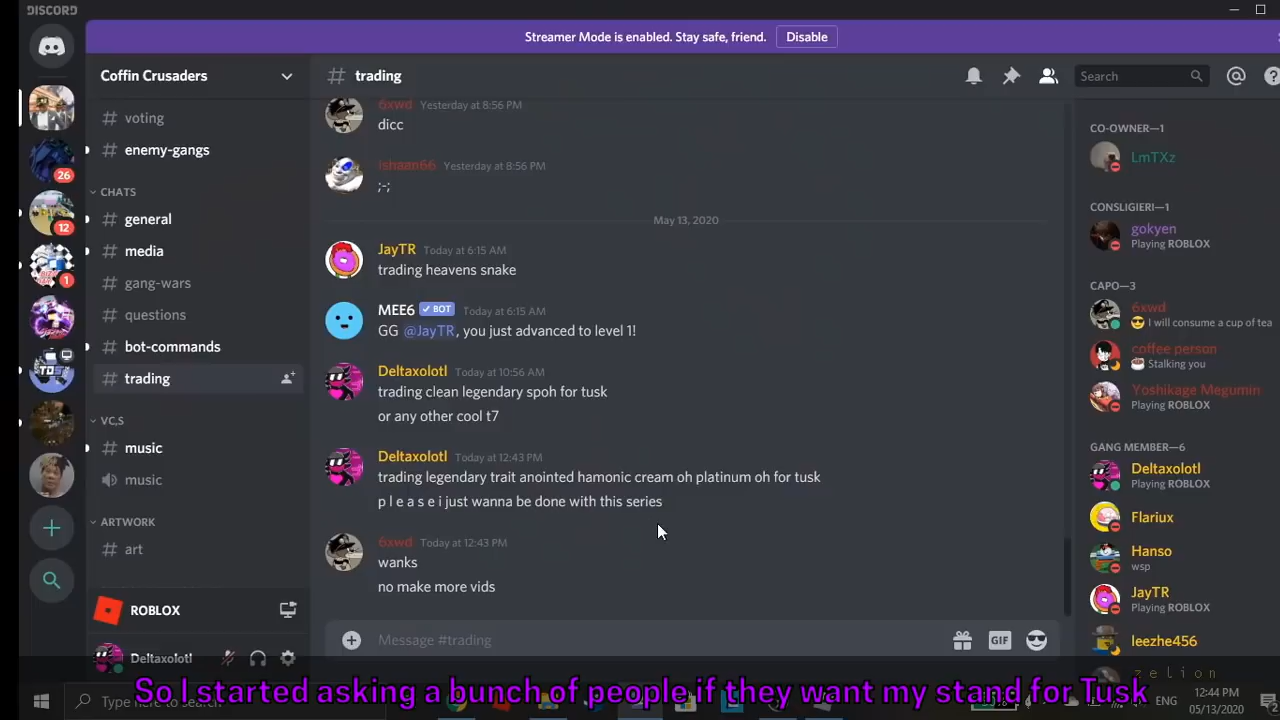 DISCORD
Streamer Mode is enabled. Stay safe, friend.
Disable
Coffin Crusaders
# trading
Search
# voting
# enemy-gangs
CHATS
# general
# media
# gang-wars
# questions
# bot-commands
# trading
VC,S
# music
music
ARTWORK
# art
ROBLOX
Deltaxolotl
26
12
1
6xwd Yesterday at 8:56 PM
dicc
ishaan66 Yesterday at 8:56 PM
;-;
May 13, 2020
JayTR Today at 6:15 AM
trading heavens snake
MEE6 BOT Today at 6:15 AM
GG @JayTR, you just advanced to level 1!
Deltaxolotl Today at 10:56 AM
trading clean legendary spoh for tusk
or any other cool t7
Deltaxolotl Today at 12:43 PM
trading legendary trait anointed hamonic cream oh platinum oh for tusk
p l e a s e i just wanna be done with this series
6xwd Today at 12:43 PM
wanks
no make more vids
Message #trading
GIF
CO-OWNER—1
LmTXz
CONSLIGIERI—1
gokyen
Playing ROBLOX
CAPO—3
6xwd
I will consume a cup of tea
coffee person
Stalking you
Yoshikage Megumin
Playing ROBLOX
GANG MEMBER—6
Deltaxolotl
Playing ROBLOX
Flariux
Hanso
wsp
JayTR
Playing ROBLOX
leezhe456
z e l i o n
So I started asking a bunch of people if they want my stand for Tusk
Type here to search
ENG
12:44 PM
05/13/2020